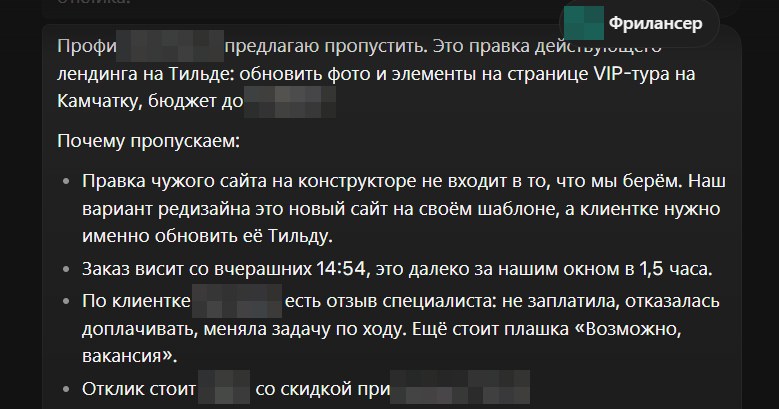 Фрилансер
Профи предлагаю пропустить. Это правка действующего
лендинга на Тильде: обновить фото и элементы на странице VIP-тура на
Камчатку, бюджет до
Почему пропускаем:
Правка чужого сайта на конструкторе не входит в то, что мы берём. Наш
вариант редизайна это новый сайт на своём шаблоне, а клиентке нужно
именно обновить её Тильду.
Заказ висит со вчерашних 14:54, это далеко за нашим окном в 1,5 часа.
По клиентке есть отзыв специалиста: не заплатила, отказалась
доплачивать, меняла задачу по ходу. Ещё стоит плашка «Возможно,
вакансия».
Отклик стоит со скидкой при